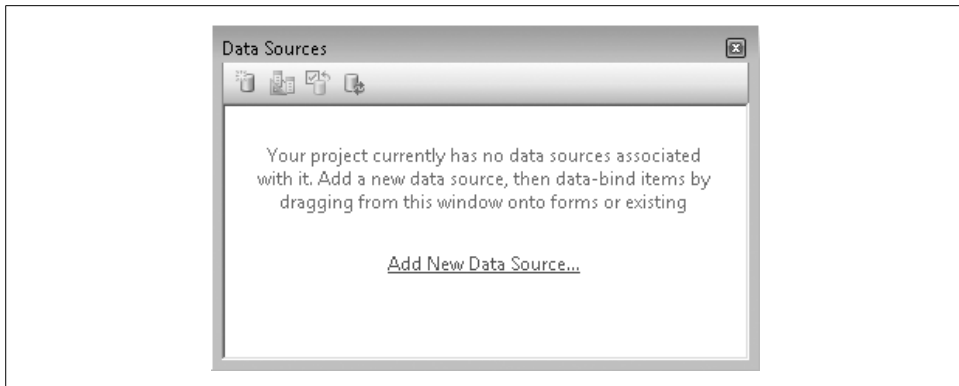 Data Sources
Your project currently has no data sources associated
with it. Add a new data source, then data-bind items by
dragging from this window onto forms or existing
Add New Data Source...